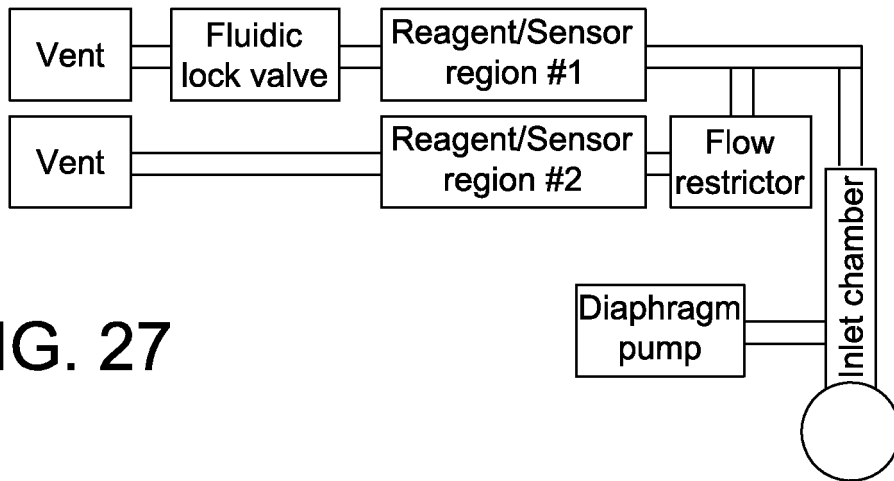 Vent
Fluidic
lock valve
Reagent/Sensor
region #1
Vent
Reagent/Sensor
region #2
Flow
restrictor
Inlet chamber
Diaphragm
pump
IG. 27